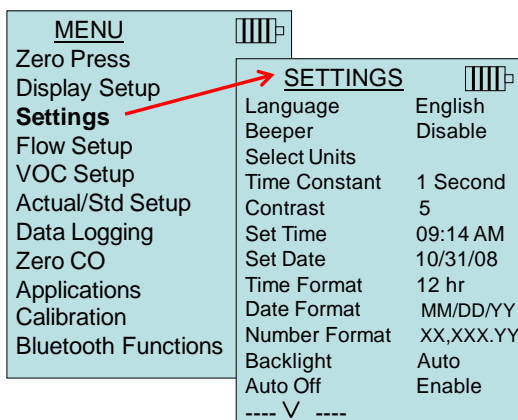 MENU
Zero Press
Display Setup
Settings
Flow Setup
VOC Setup
Actual/Std Setup
Data Logging
Zero CO
Applications
Calibration
Bluetooth Functions
SETTINGS
Language English
Beeper Disable
Select Units
Time Constant 1 Second
Contrast 5
Set Time 09:14 AM
Set Date 10/31/08
Time Format 12 hr
Date Format MM/DD/YY
Number Format XX,XXX.YY
Backlight Auto
Auto Off Enable
---- V ----